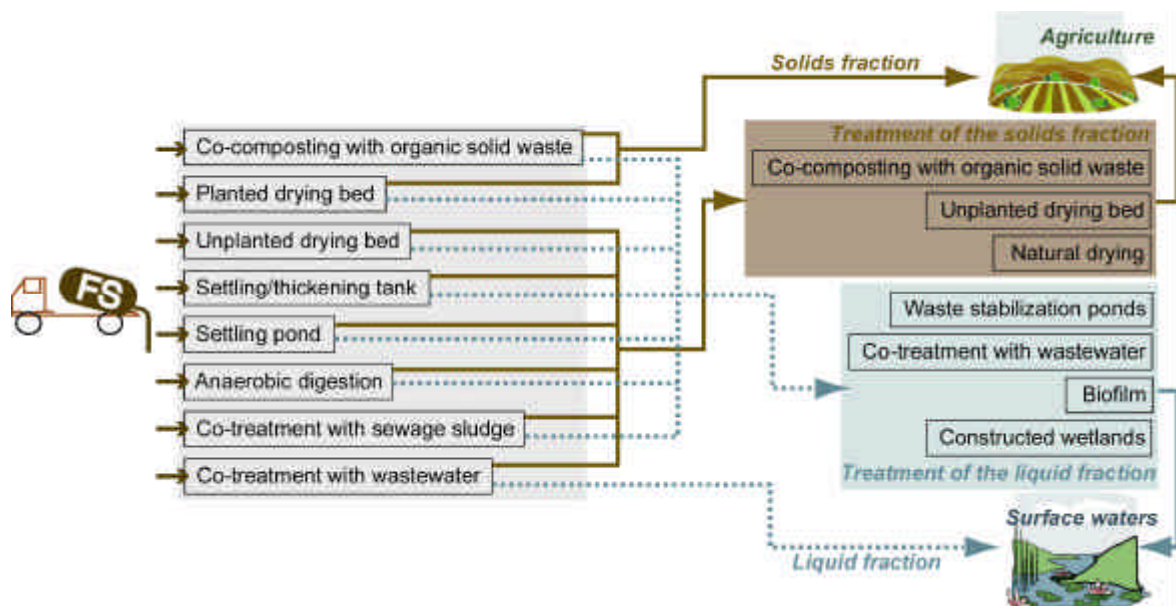 Agriculture
Solids fraction
Co-composting with organic solid waste
Planted drying bed
Unplanted drying bed
Settling/thickening tank
Settling pond
Anaerobic digestion
Co-treatment with sewage sludge
Co-treatment with wastewater
FS
Treatment of the solids fraction
Co-composting with organic solid waste
Unplanted drying bed
Natural drying
Waste stabilization ponds
Co-treatment with wastewater
Biofilm
Constructed wetlands
Treatment of the liquid fraction
Surface waters
Liquid fraction